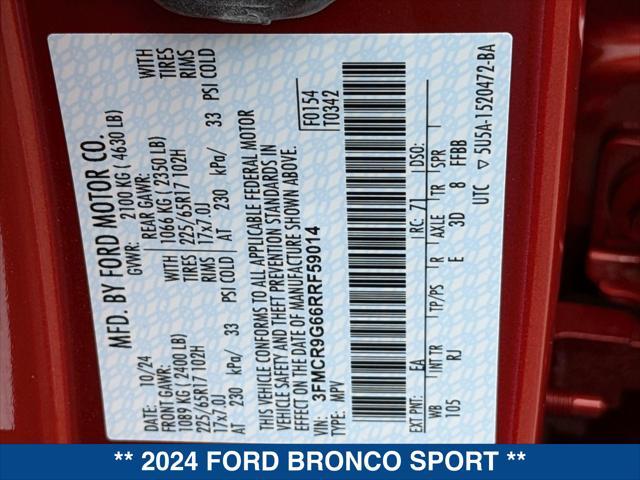 MFD. BY FORD MOTOR CO.
DATE: 10/24 GVWR: 2100 KG ( 4630 LB)
FRONT GAWR: REAR GAWR: WITH
1089 KG ( 2400 LB) 1066 KG ( 2350 LB) TIRES
225/65R17 102H TIRES 225/65R17 102H RIMS
17x7.0J RIMS 17x7.0J
AT 230 kPa/ 33 PSI COLD AT 230 kPa/ 33 PSI COLD
THIS VEHICLE CONFORMS TO ALL APPLICABLE FEDERAL MOTOR
VEHICLE SAFETY AND THEFT PREVENTION STANDARDS IN
EFFECT ON THE DATE OF MANUFACTURE SHOWN ABOVE.
VIN: 3FMCR9G66RRF59014
TYPE: MPV
F0154
T0342
EXT PNT: EA RC: 71 DSO:
WB INT TR TP/PS R AXLE TR SPR
105 RJ E 3D 8 FFBB
UTC ▽ 5U5A-1520472-BA
** 2024 FORD BRONCO SPORT **